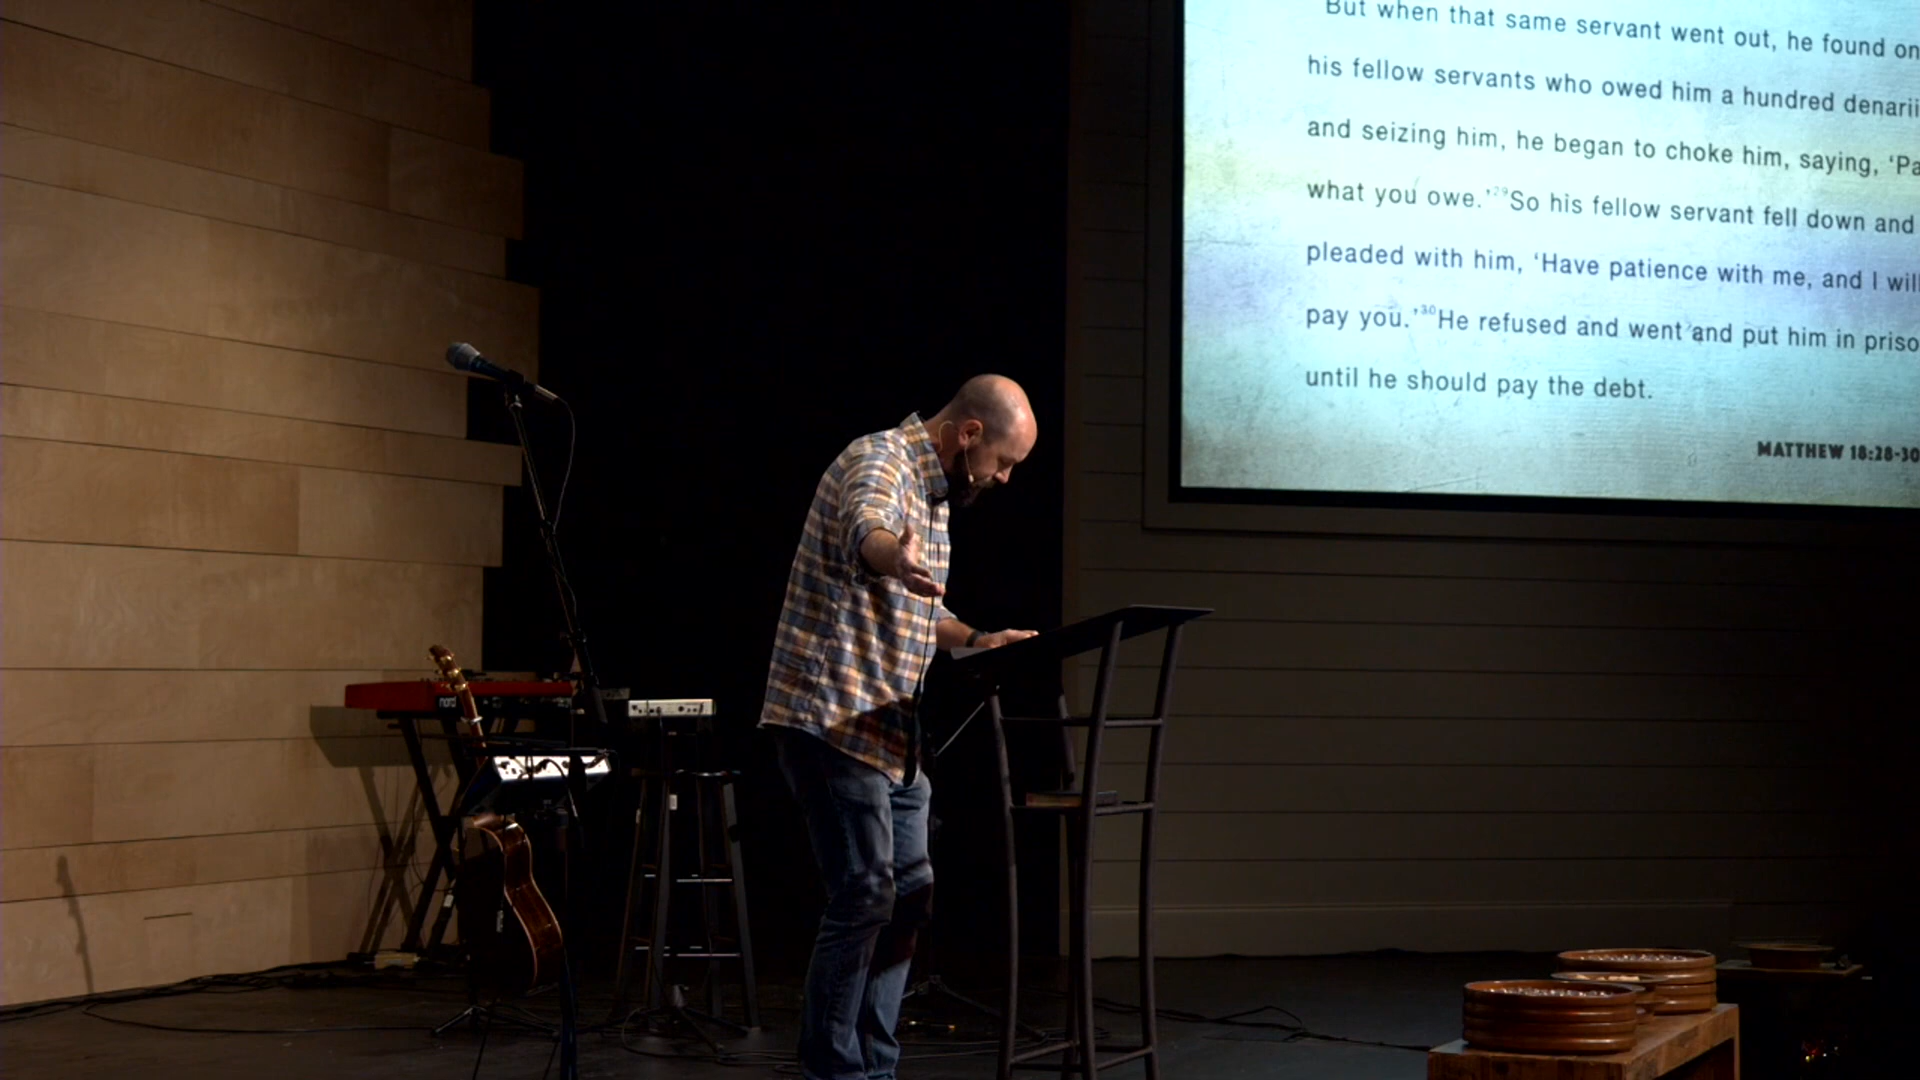 But when that same servant went out, he found on
his fellow servants who owed him a hundred denarii
and seizing him, he began to choke him, saying, ‘Pa
what you owe.’²⁹So his fellow servant fell down and
pleaded with him, ‘Have patience with me, and I will
pay you.’³⁰He refused and went and put him in priso
until he should pay the debt.
MATTHEW 18:28-30
nord